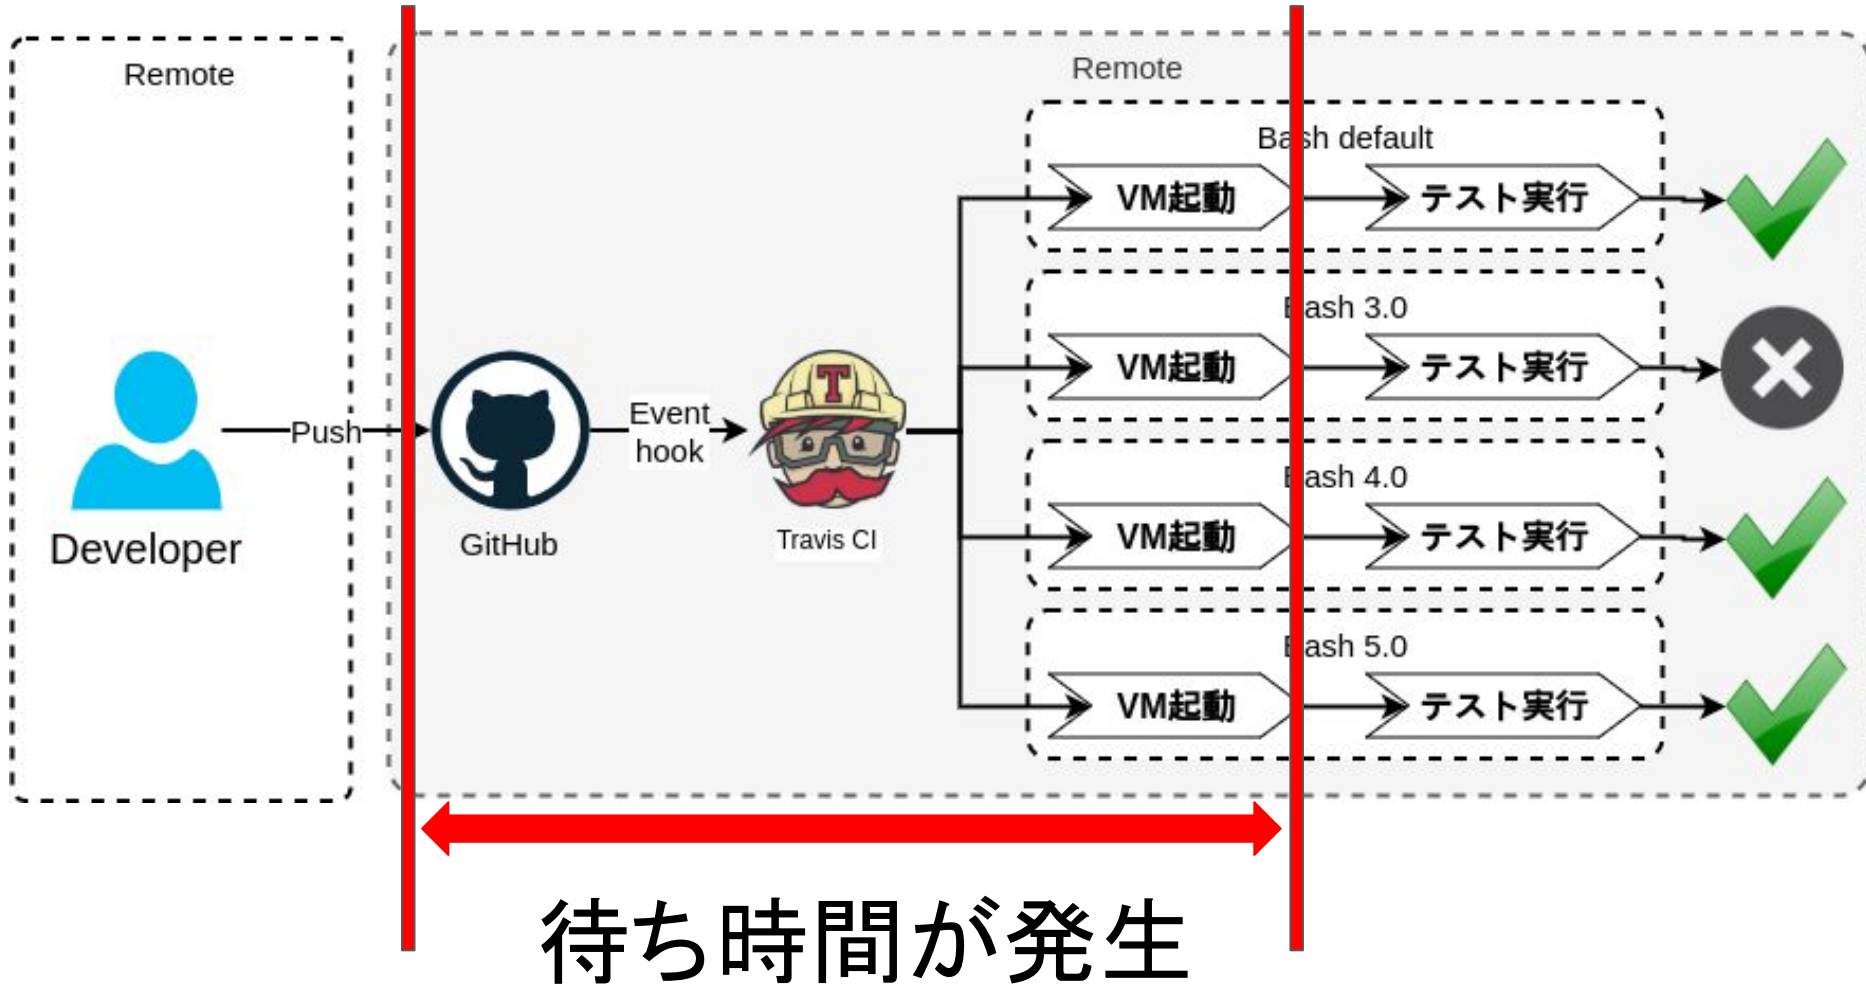 Remote
Developer
Push
GitHub
Event
hook
T
Travis CI
Remote
Bash default
VM起動
テスト実行
Bash 3.0
VM起動
テスト実行
Bash 4.0
VM起動
テスト実行
Bash 5.0
VM起動
テスト実行
待ち時間が発生